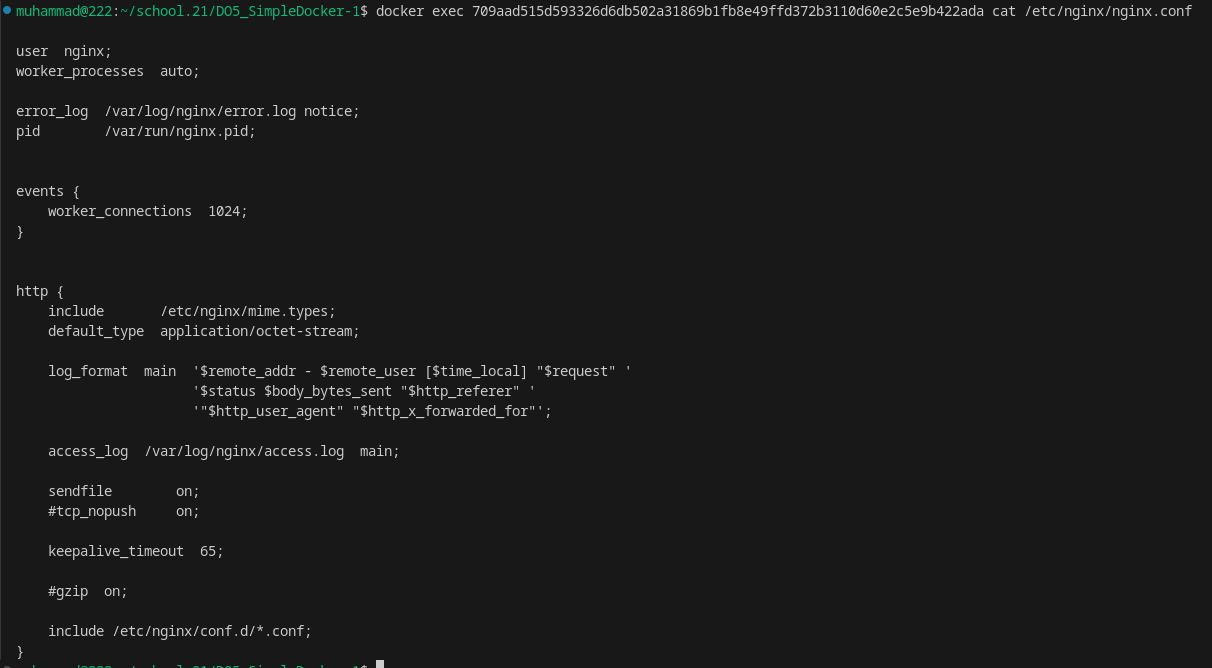 muhammad@222:~/school.21/DO5_SimpleDocker-1$ docker exec 709aad515d593326d6db502a31869b1fb8e49ffd372b3110d60e2c5e9b422ada cat /etc/nginx/nginx.conf
user  nginx;
worker_processes  auto;
error_log  /var/log/nginx/error.log notice;
pid        /var/run/nginx.pid;
events {
    worker_connections  1024;
}
http {
    include       /etc/nginx/mime.types;
    default_type  application/octet-stream;
    log_format  main  '$remote_addr - $remote_user [$time_local] "$request" '
                      '$status $body_bytes_sent "$http_referer" '
                      '"$http_user_agent" "$http_x_forwarded_for"';
    access_log  /var/log/nginx/access.log  main;
    sendfile        on;
    #tcp_nopush     on;
    keepalive_timeout  65;
    #gzip  on;
    include /etc/nginx/conf.d/*.conf;
}